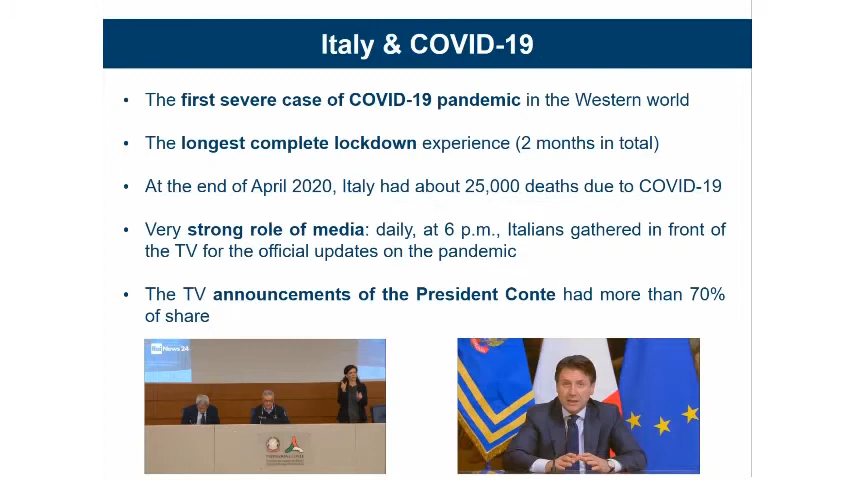 Italy & COVID-19
• The first severe case of COVID-19 pandemic in the Western world
• The longest complete lockdown experience (2 months in total)
• At the end of April 2020, Italy had about 25,000 deaths due to COVID-19
• Very strong role of media: daily, at 6 p.m., Italians gathered in front of
the TV for the official updates on the pandemic
• The TV announcements of the President Conte had more than 70%
of share
Rai News 24